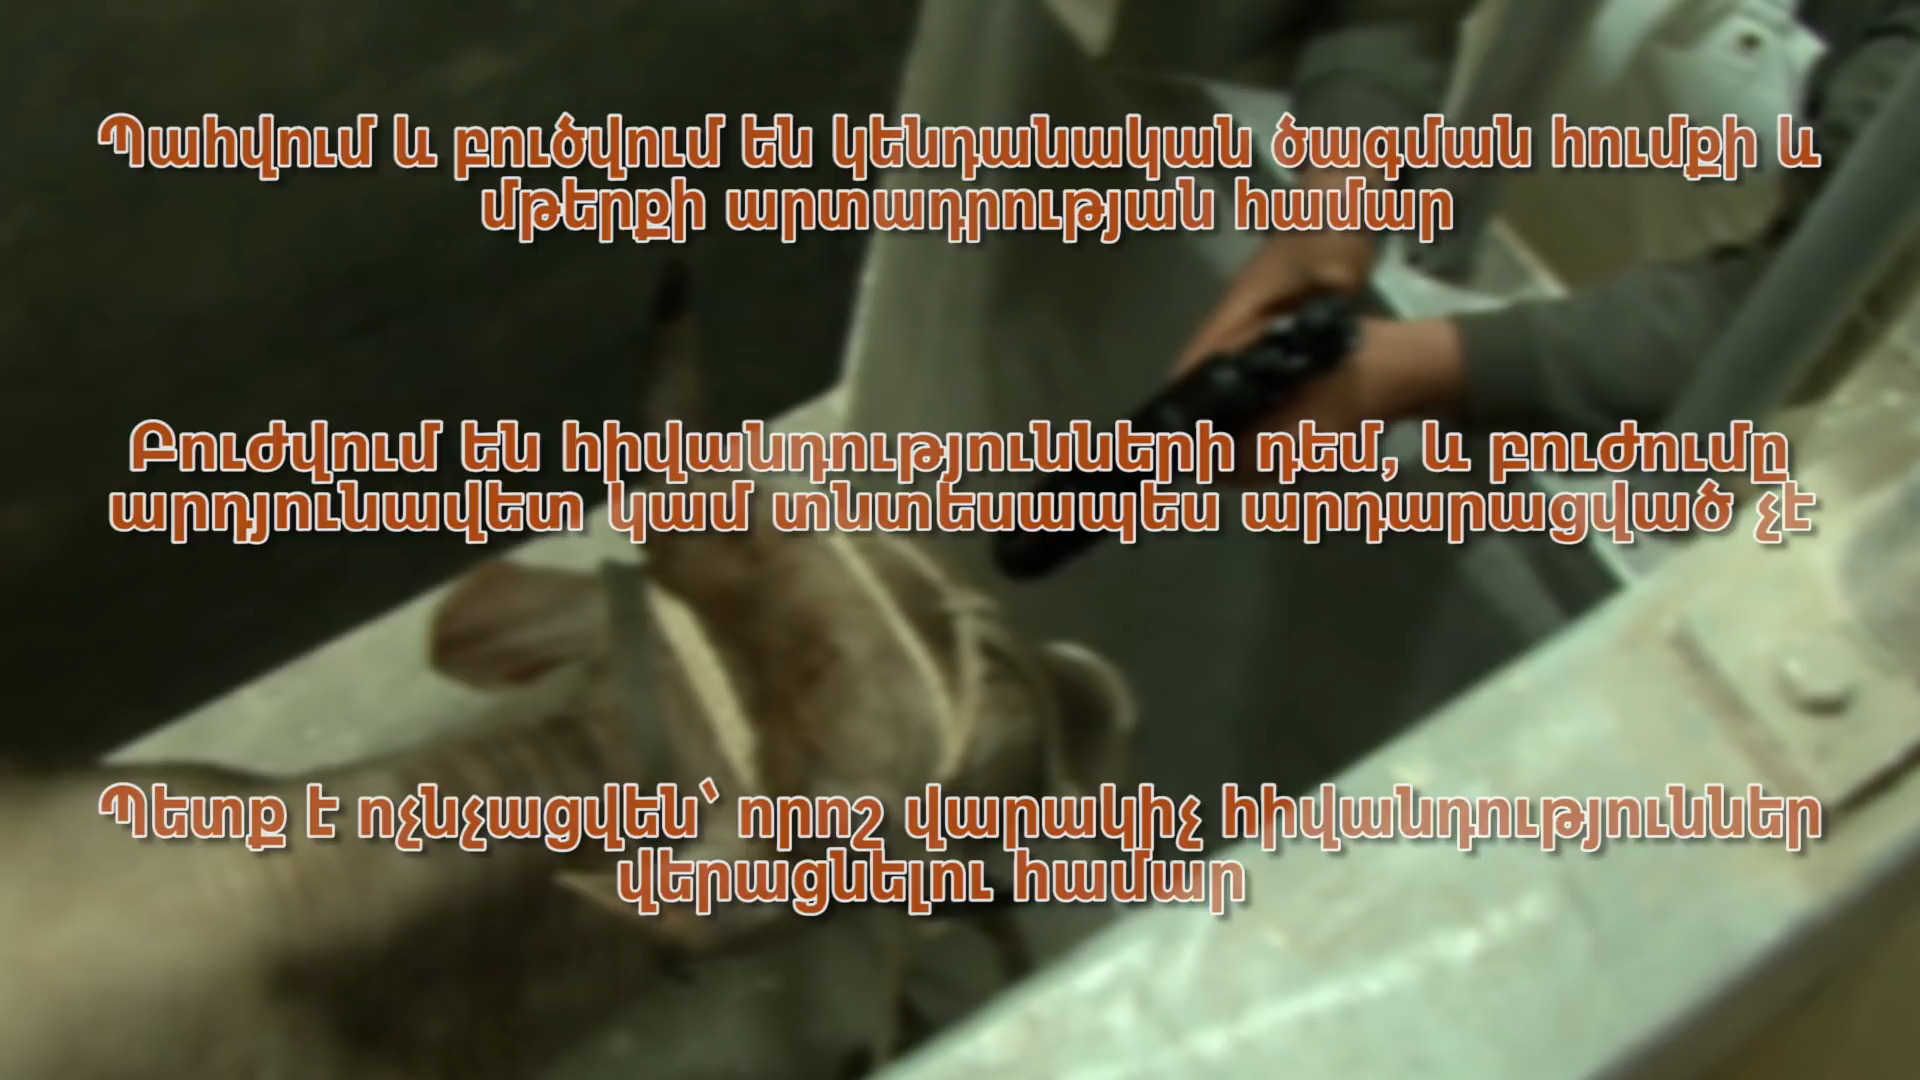 Պահվում և բուծվում են կենդանական ծագման հումքի և
մթերքի արտադրության համար
Բուժվում են հիվանդությունների դեմ, և բուժումը
արդյունավետ կամ տնտեսապես արդարացված չէ
Պետք է ոչնչացվեն՝ որոշ վարակիչ հիվանդություններ
վերացնելու համար